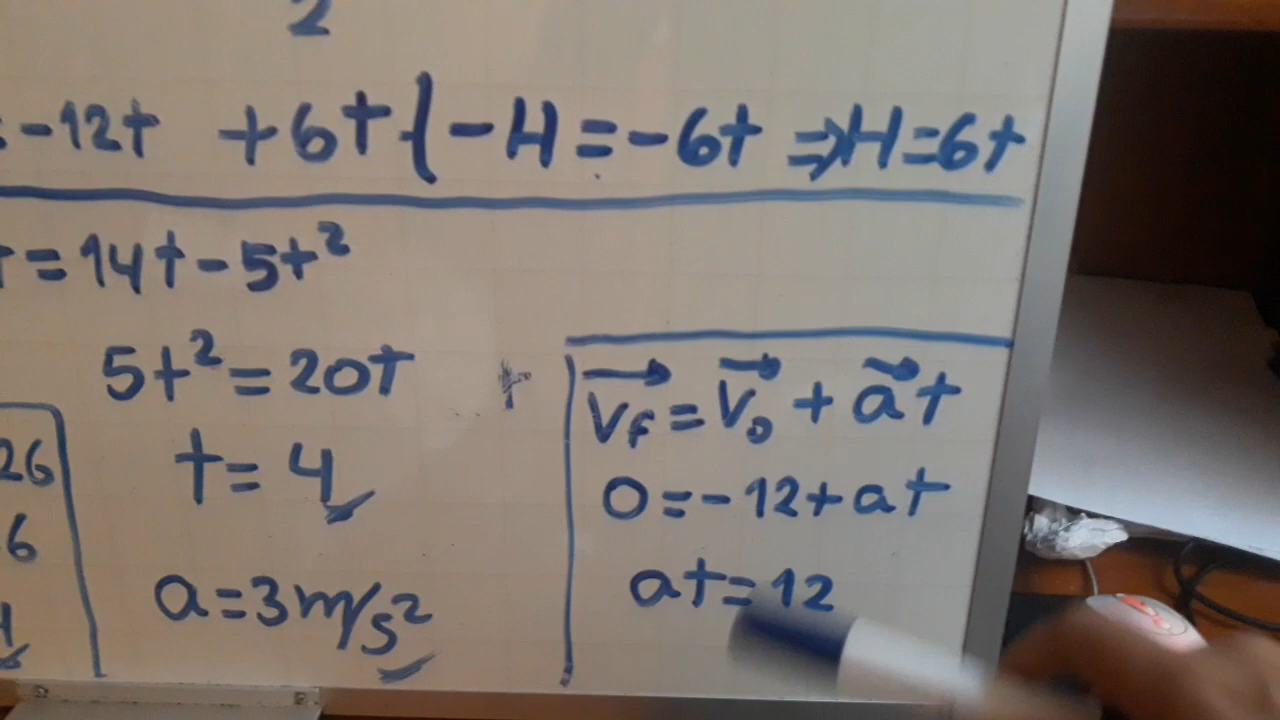 2
= -12t + 6t { -H = -6t ⇒ H = 6t
= 14t - 5t²
5t² = 20t
t = 4
a = 3 m/s²
26
6
V⃗f = V⃗0 + a⃗t
0 = -12 + at
at = 12